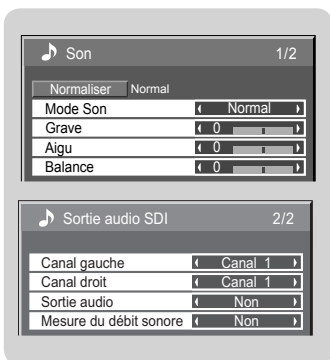 Son 1/2
Normaliser Normal
Mode Son Normal
Grave 0
Aigu 0
Balance 0
Sortie audio SDI 2/2
Canal gauche Canal 1
Canal droit Canal 1
Sortie audio Non
Mesure du débit sonore Non